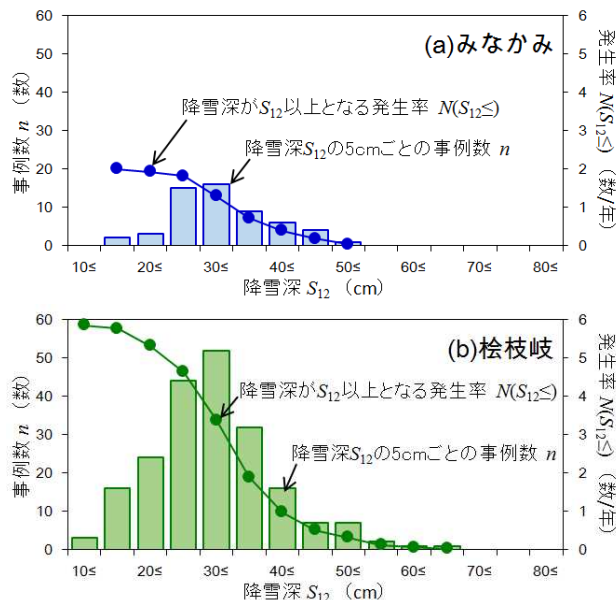 (a)みなかみ
降雪深がS12以上となる発生率 N(S12≤)
降雪深S12の5cmごとの事例数 n
事例数 n (数)
60
50
40
30
20
10
0
発生率 N(S12≤) (数/年)
6
5
4
3
2
1
0
10≤ 20≤ 30≤ 40≤ 50≤ 60≤ 70≤ 80≤
降雪深 S12 (cm)
(b)桧枝岐
降雪深がS12以上となる発生率 N(S12≤)
降雪深S12の5cmごとの事例数 n
事例数 n (数)
60
50
40
30
20
10
0
発生率 N(S12≤) (数/年)
6
5
4
3
2
1
0
10≤ 20≤ 30≤ 40≤ 50≤ 60≤ 70≤ 80≤
降雪深 S12 (cm)